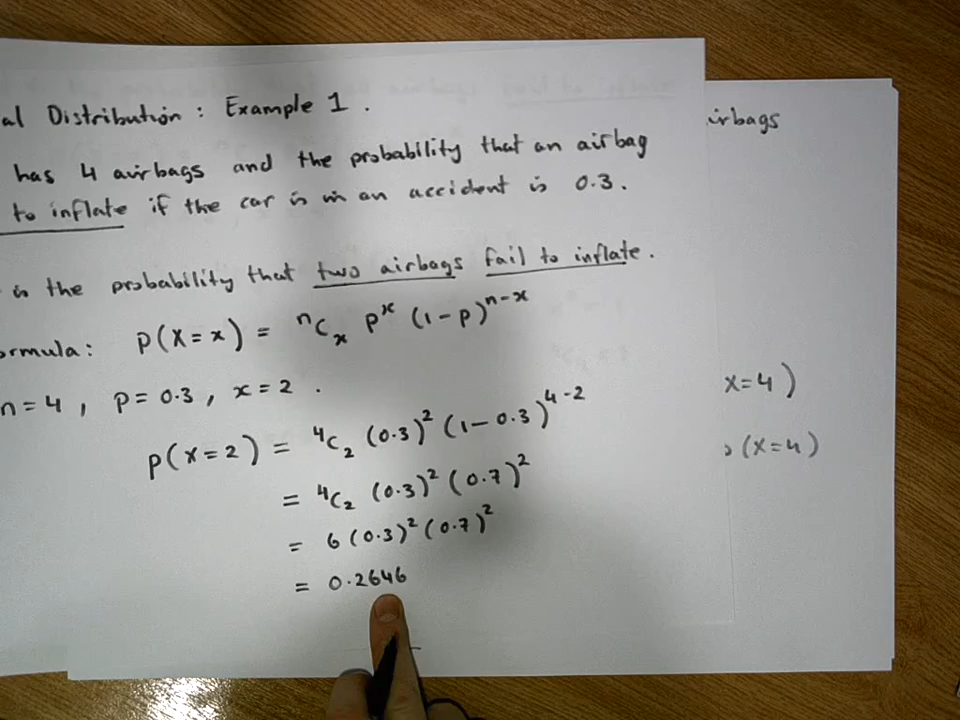 al Distribution : Example 1 .
has 4 airbags and the probability that an airbag
to inflate if the car is in an accident is 0.3 .
is the probability that two airbags fail to inflate .
ormula : P(X=x) = ⁿCₓ pˣ (1-p)ⁿ⁻ˣ
n=4 , p=0.3 , x=2 .
P(X=2) = ⁴C₂ (0.3)² (1-0.3)⁴⁻²
= ⁴C₂ (0.3)² (0.7)²
= 6 (0.3)² (0.7)²
= 0.2646
irbags
X=4)
(X=4)